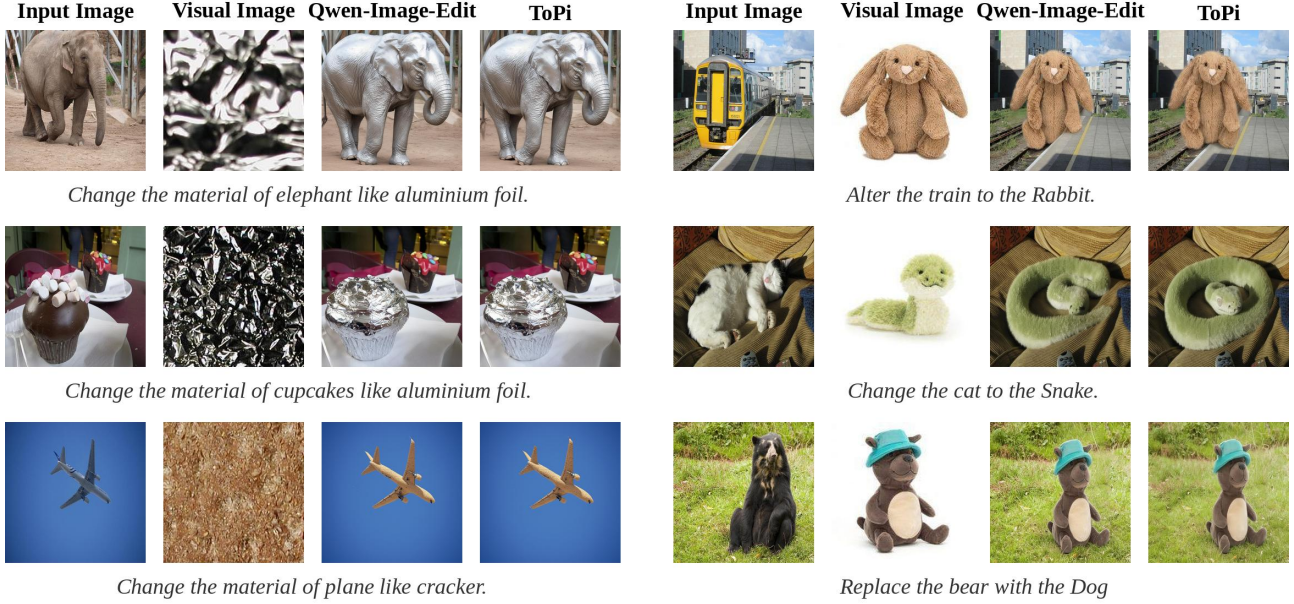 Input Image Visual Image Qwen-Image-Edit ToPi Input Image Visual Image Qwen-Image-Edit ToPi
Change the material of elephant like aluminium foil. Alter the train to the Rabbit.
Change the material of cupcakes like aluminium foil. Change the cat to the Snake.
Change the material of plane like cracker. Replace the bear with the Dog